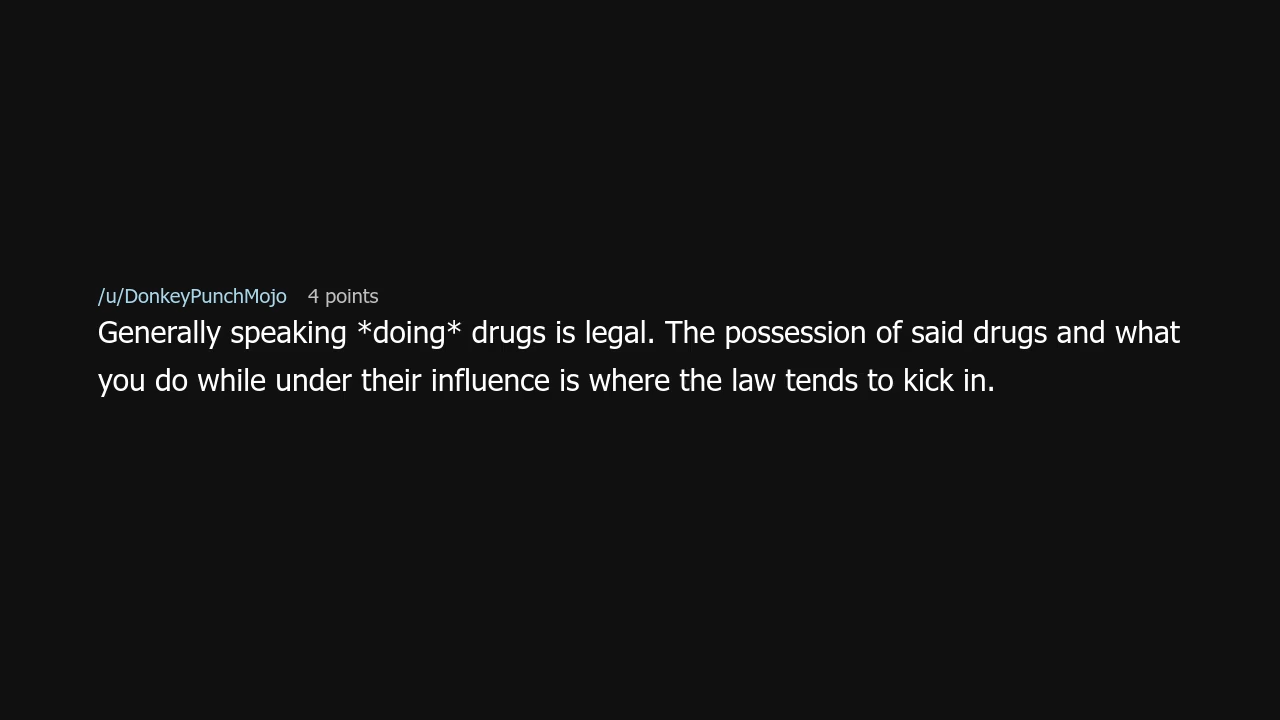 /u/DonkeyPunchMojo 4 points
Generally speaking *doing* drugs is legal. The possession of said drugs and what
you do while under their influence is where the law tends to kick in.